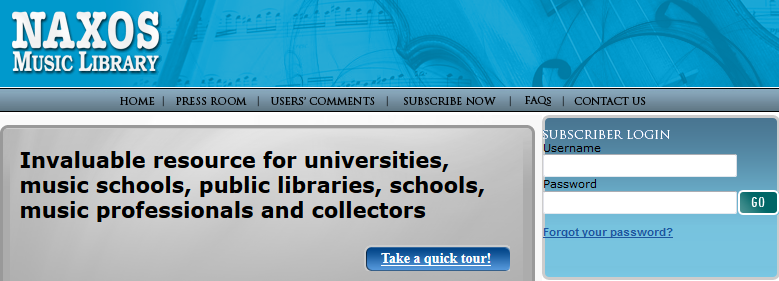 NAXOS
MUSIC LIBRARY
HOME | PRESS ROOM | USERS' COMMENTS | SUBSCRIBE NOW | FAQs | CONTACT US
Invaluable resource for universities,
music schools, public libraries, schools,
music professionals and collectors
Take a quick tour!
SUBSCRIBER LOGIN
Username
Password
GO
Forgot your password?